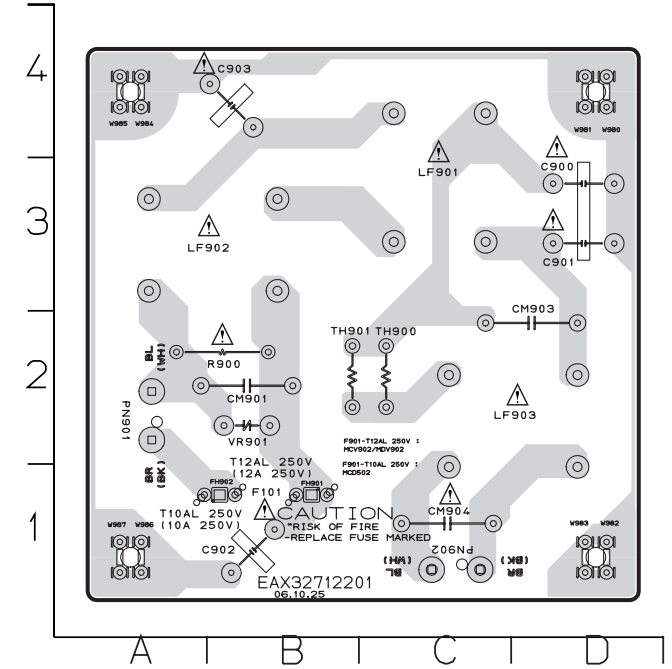 4
C903
W985 W984
W981 W980
LF901
C900
3
LF902
C901
CM903
TH901 TH900
BL
(WH)
R900
2
CM901
LF903
PN901
VR901
F901-T12AL 250V :
MCV902/MDV902
T12AL 250V
(12A 250V)
F901-T10AL 250V :
MCD502
BR
(BK)
FH902
F101
FH901
CM904
T10AL 250V
(10A 250V)
CAUTION
"RISK OF FIRE
-REPLACE FUSE MARKED
1
W987 W986
W983 W982
C902
PN902
BL
(WH)
BR
(BK)
EAX32712201
06.10.25
A B C D